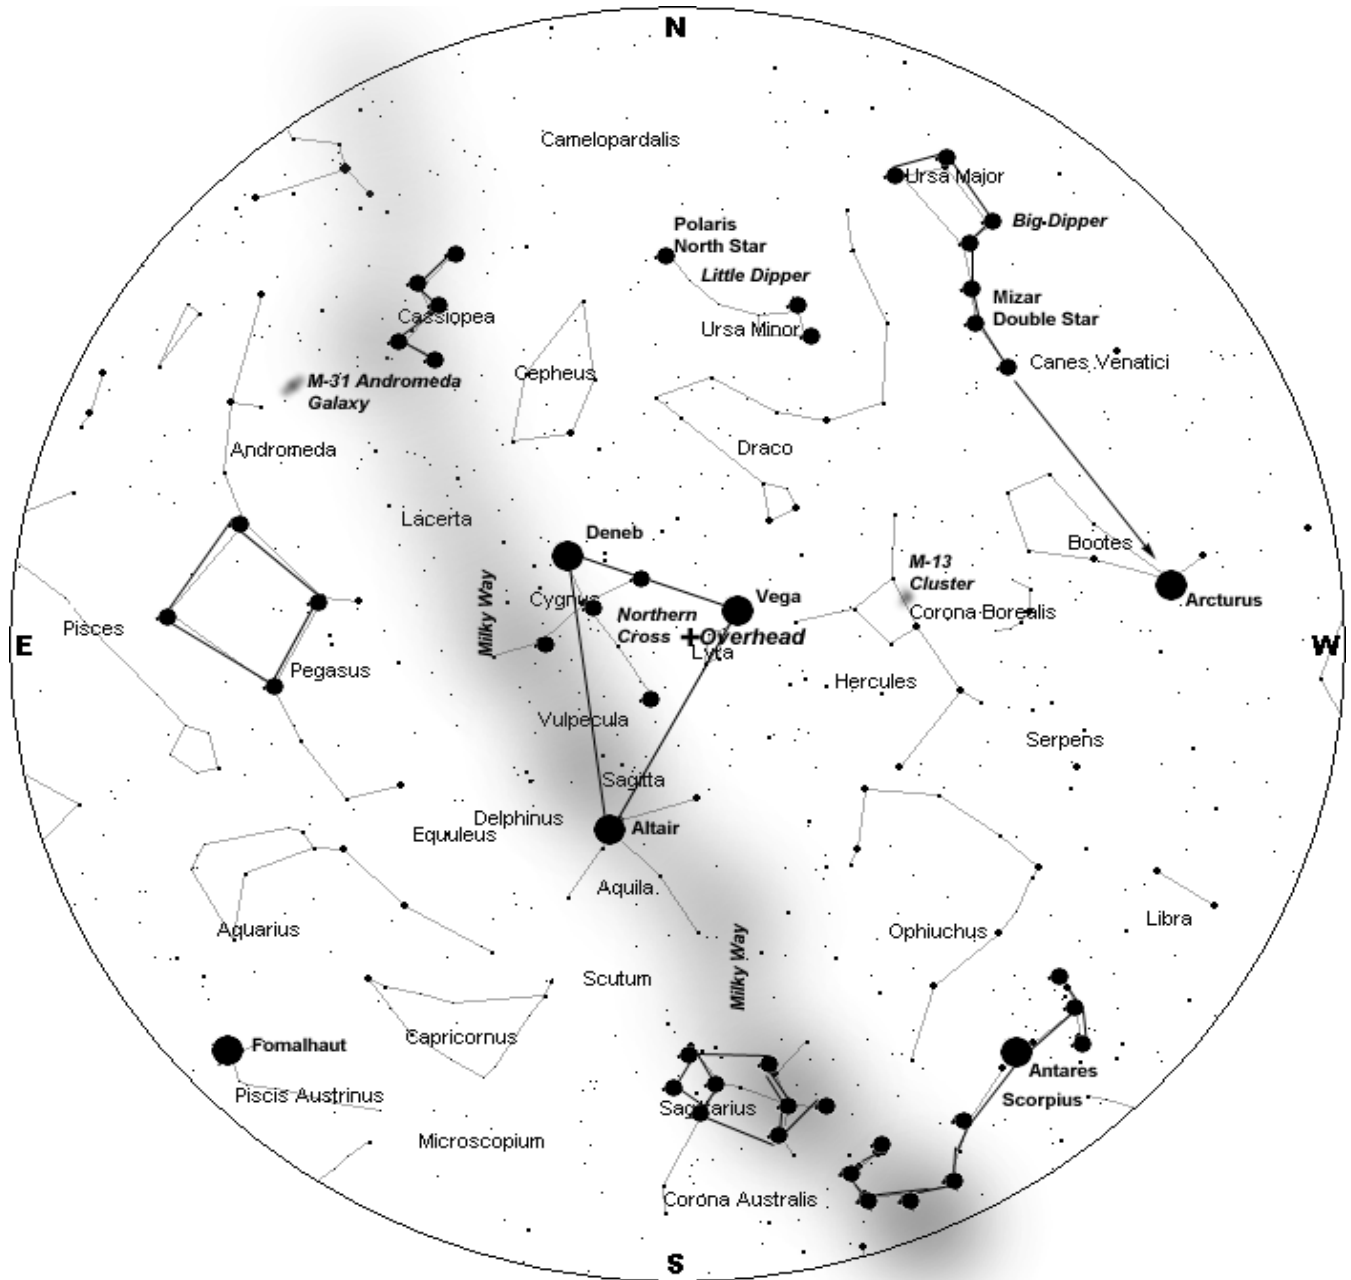 N
Camelopardalis
Ursa Major
Big Dipper
Polaris
North Star
Little Dipper
Mizar
Double Star
Cassiopea
Ursa Minor
Canes Venatici
Cepheus
M-31 Andromeda
Galaxy
Andromeda
Draco
Lacerta
Deneb
Bootes
M-13
Cluster
Milky Way
Cygnus
Vega
Arcturus
Northern
Cross
Corona Borealis
Pisces
+Overhead
E
W
Lyra
Pegasus
Hercules
Vulpecula
Serpens
Sagitta
Delphinus
Altair
Equuleus
Aquila
Aquarius
Ophiuchus
Libra
Milky Way
Scutum
Capricornus
Fomalhaut
Antares
Piscis Austrinus
Scorpius
Sagittarius
Microscopium
Corona Australis
S